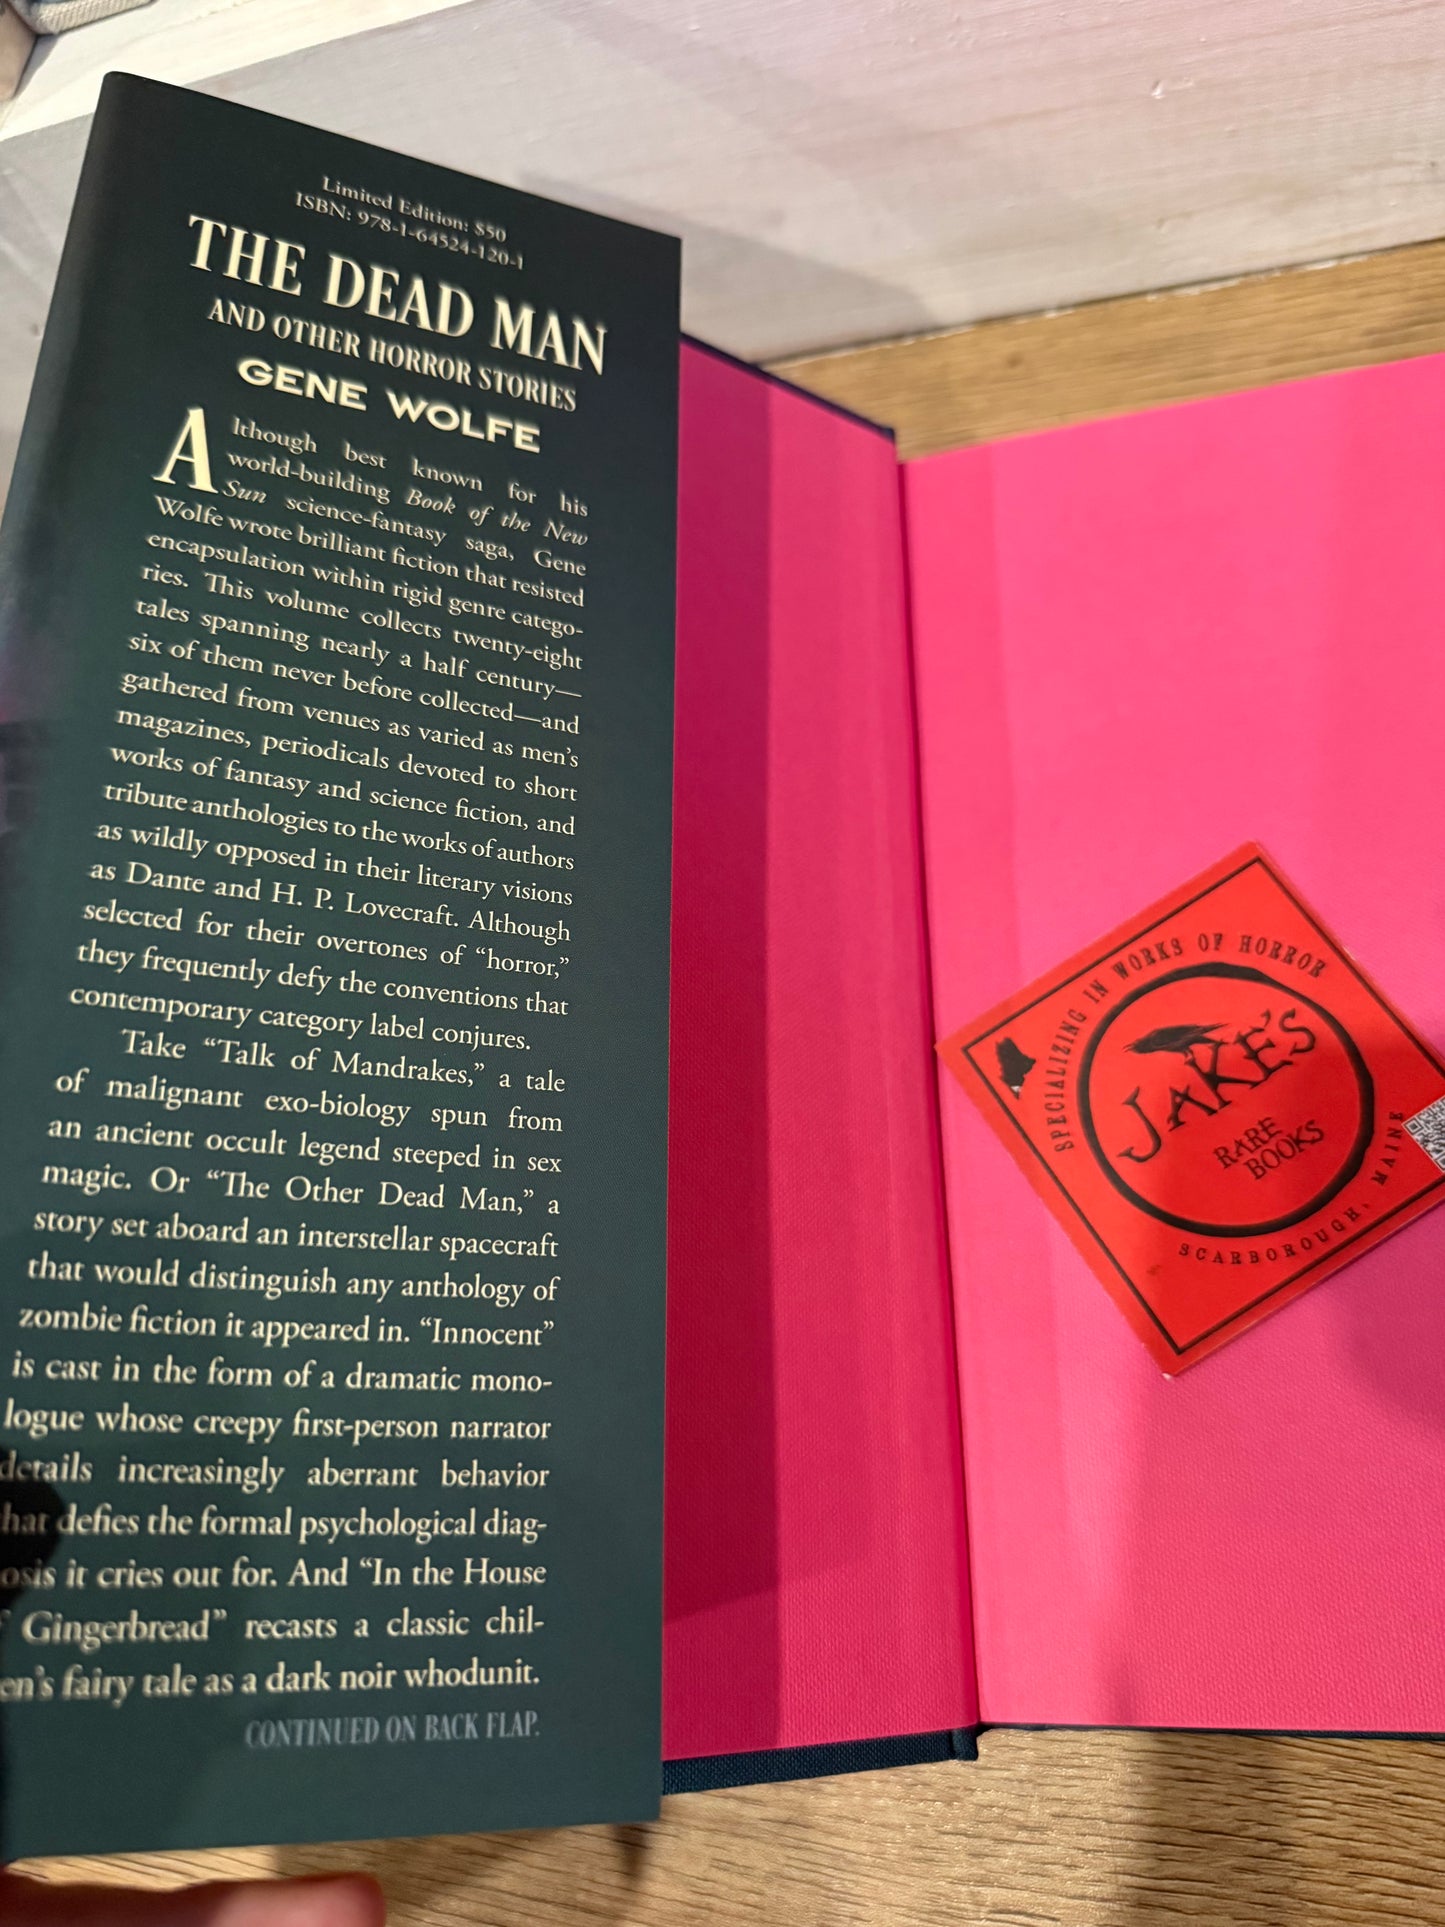 Limited Edition: $50
ISBN: 978-1-64524-120-1
THE DEAD MAN
AND OTHER HORROR STORIES
GENE WOLFE
Although best known for his
world-building Book of the New
Sun science-fantasy saga, Gene
Wolfe wrote brilliant fiction that resisted
encapsulation within rigid genre catego-
ries. This volume collects twenty-eight
tales spanning nearly a half century—
six of them never before collected—and
gathered from venues as varied as men's
magazines, periodicals devoted to short
works of fantasy and science fiction, and
tribute anthologies to the works of authors
as wildly opposed in their literary visions
as Dante and H. P. Lovecraft. Although
selected for their overtones of “horror,”
they frequently defy the conventions that
contemporary category label conjures.
Take “Talk of Mandrakes,” a tale
of malignant exo-biology spun from
an ancient occult legend steeped in sex
magic. Or “The Other Dead Man,” a
story set aboard an interstellar spacecraft
that would distinguish any anthology of
zombie fiction it appeared in. “Innocent”
is cast in the form of a dramatic mono-
logue whose creepy first-person narrator
details increasingly aberrant behavior
hat defies the formal psychological diag-
osis it cries out for. And “In the House
f Gingerbread” recasts a classic chil-
en's fairy tale as a dark noir whodunit.
CONTINUED ON BACK FLAP.
SPECIALIZING IN WORKS OF HORROR
JAKE'S
RARE
BOOKS
SCARBOROUGH, MAINE